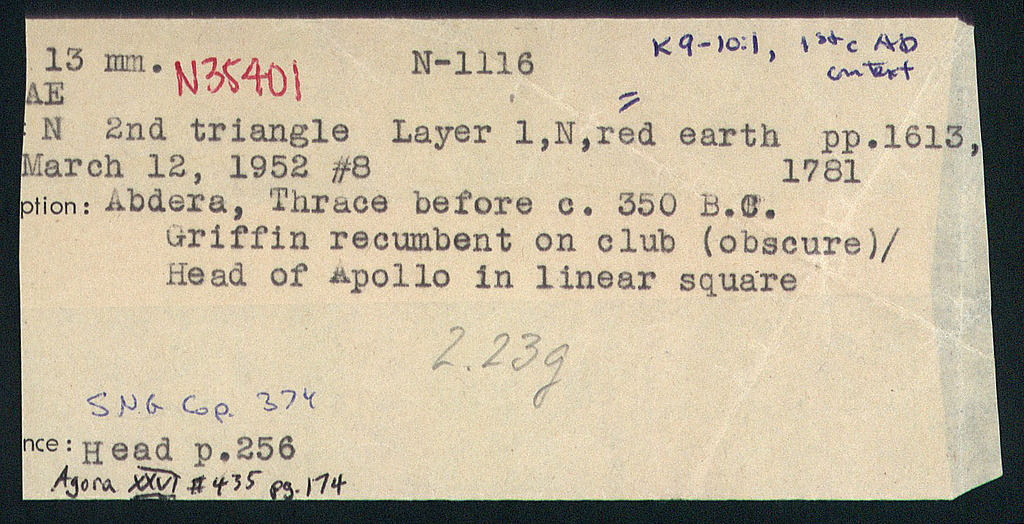 13 mm. N35401 N-1116 K9-10:1, 1st c AD
context
AE
: N 2nd triangle Layer 1,N,red earth pp.1613,
March 12, 1952 #8 1781
ption: Abdera, Thrace before c. 350 B.C.
Griffin recumbent on club (obscure)/
Head of Apollo in linear square
2.23g
SNG Cop. 374
nce: Head p.256
Agora XXVI #435 pg. 174